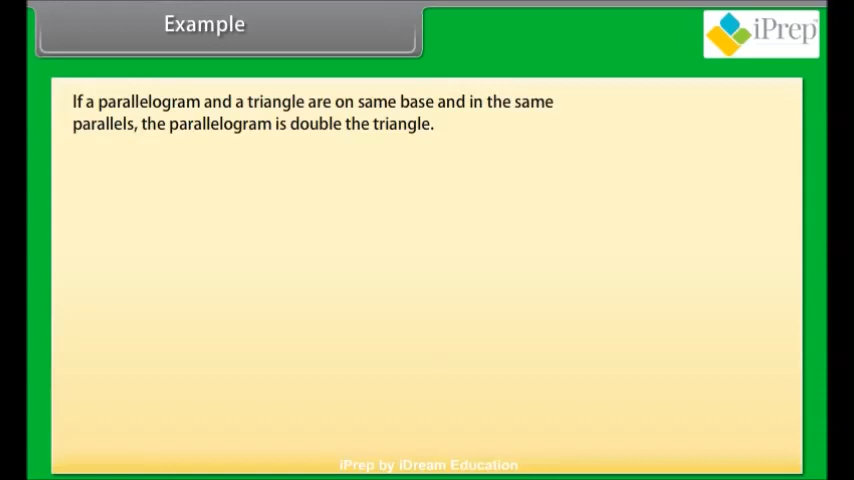 Example
iPrep
If a parallelogram and a triangle are on same base and in the same
parallels, the parallelogram is double the triangle.
iPrep by iDream Education